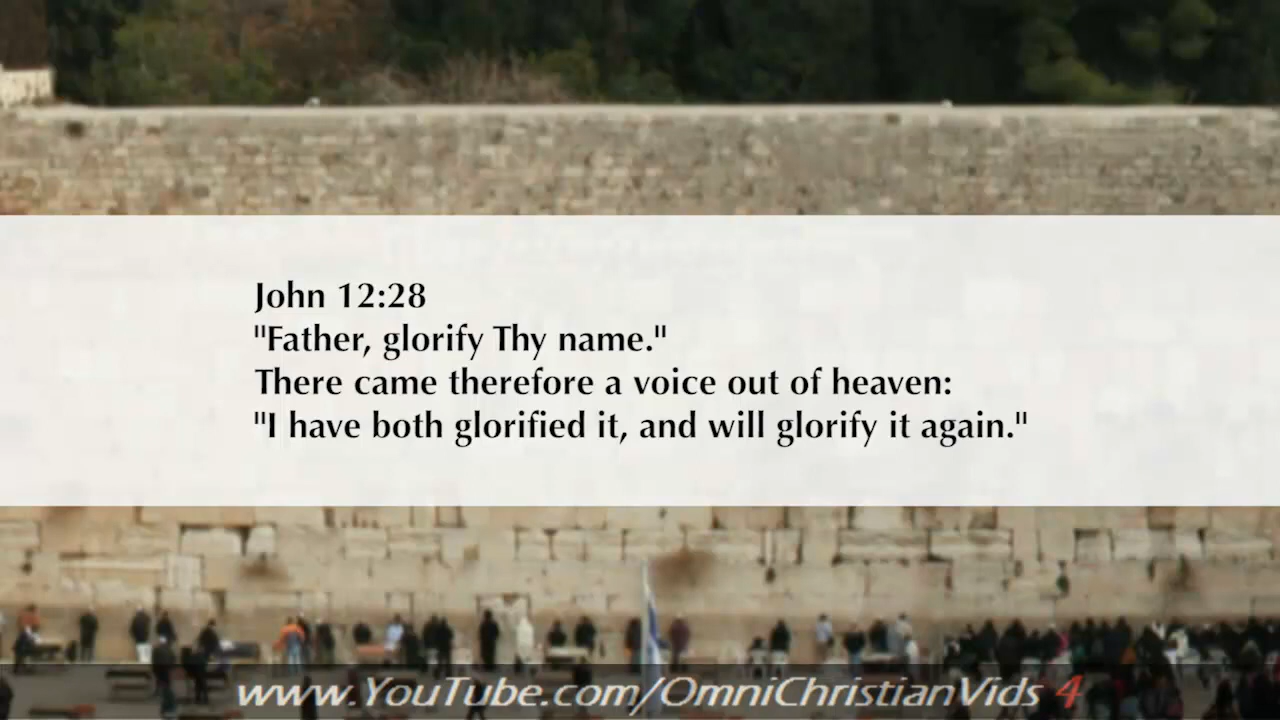 John 12:28
"Father, glorify Thy name."
There came therefore a voice out of heaven:
"I have both glorified it, and will glorify it again."
www.YouTube.com/OmniChristianVids 4